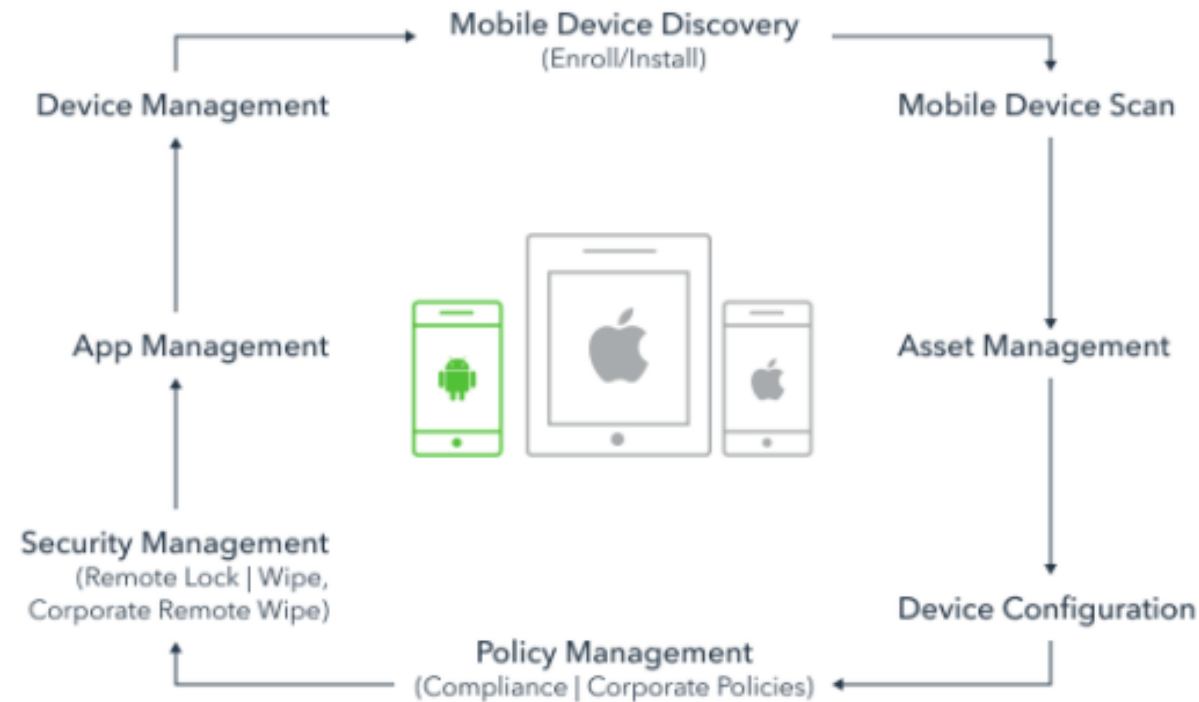 Mobile Device Discovery
(Enroll/Install)
Device Management
Mobile Device Scan
App Management
Asset Management
Security Management
(Remote Lock | Wipe,
Corporate Remote Wipe)
Device Configuration
Policy Management
(Compliance | Corporate Policies)